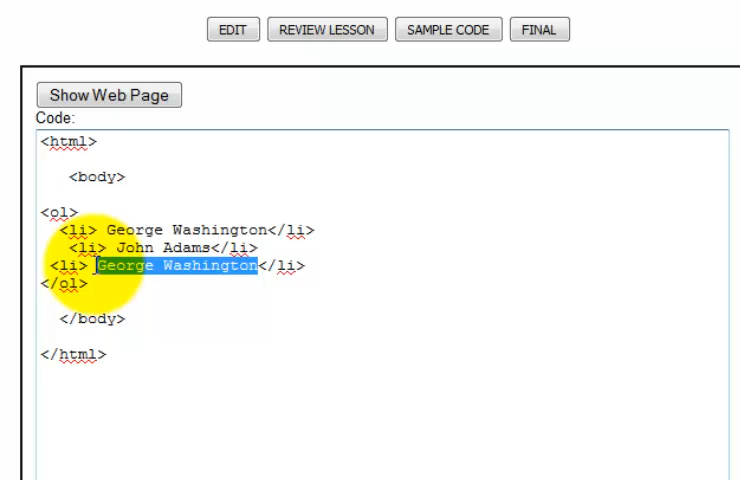 EDIT REVIEW LESSON SAMPLE CODE FINAL
Show Web Page
Code:
<html>
<body>
<ol>
<li> George Washington</li>
<li> John Adams</li>
<li> George Washington</li>
</ol>
</body>
</html>